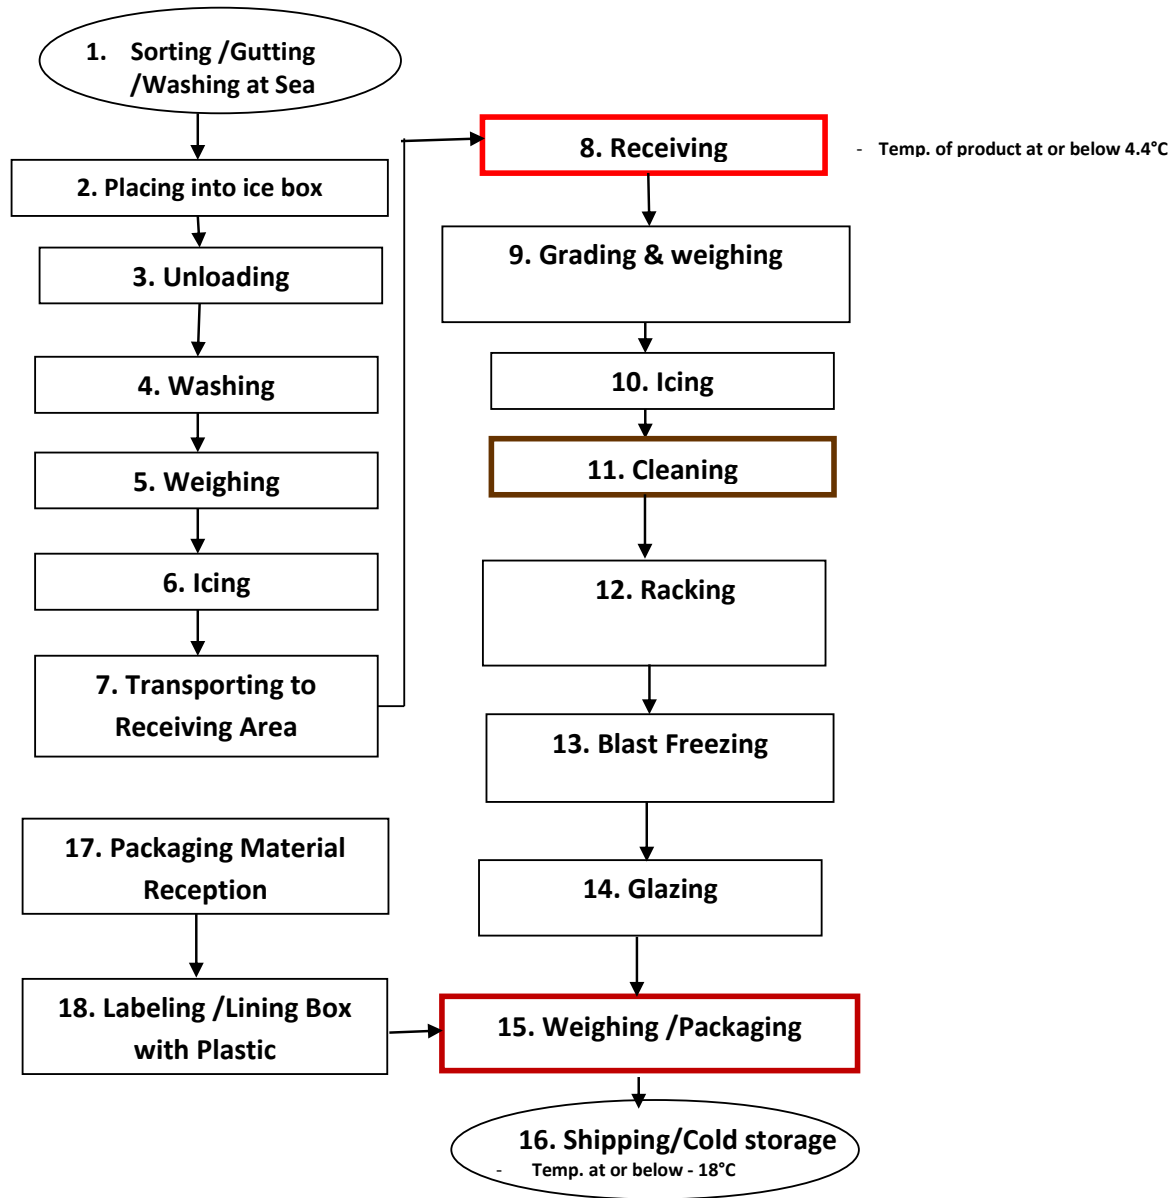 1. Sorting /Gutting
/Washing at Sea
2. Placing into ice box
3. Unloading
4. Washing
5. Weighing
6. Icing
7. Transporting to
Receiving Area
8. Receiving
- Temp. of product at or below 4.4°C
9. Grading & weighing
10. Icing
11. Cleaning
12. Racking
13. Blast Freezing
14. Glazing
17. Packaging Material
Reception
18. Labeling /Lining Box
with Plastic
15. Weighing /Packaging
16. Shipping/Cold storage
- Temp. at or below - 18°C